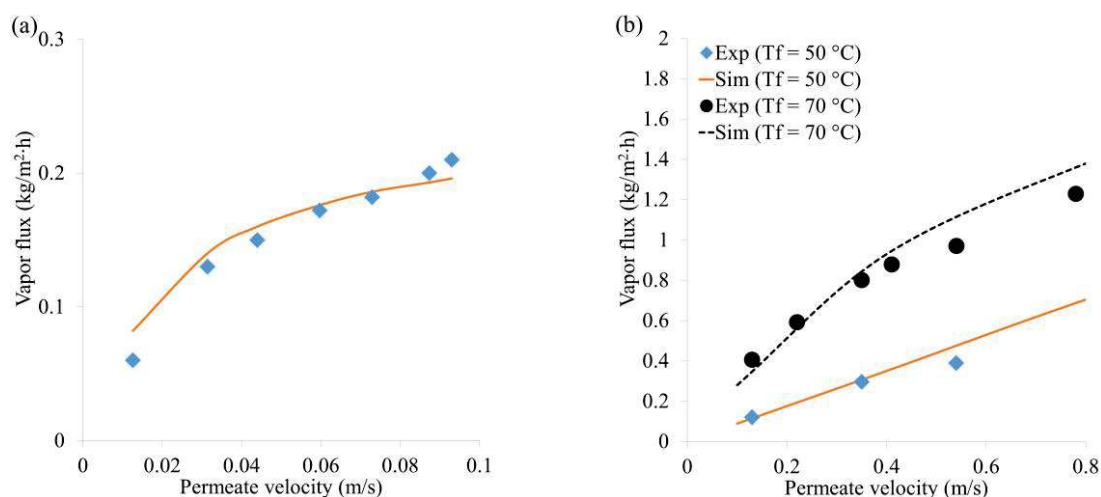 (a)
0.3
0.2
0.1
0
Vapor flux (kg/m²·h)
0 0.02 0.04 0.06 0.08 0.1
Permeate velocity (m/s)
(b)
2
1.8
1.6
1.4
1.2
1
0.8
0.6
0.4
0.2
0
Vapor flux (kg/m²·h)
Exp (Tf = 50 °C)
Sim (Tf = 50 °C)
Exp (Tf = 70 °C)
Sim (Tf = 70 °C)
0 0.2 0.4 0.6 0.8
Permeate velocity (m/s)